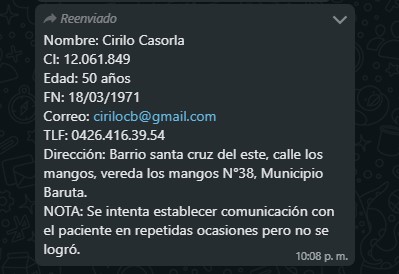 Reenviado
Nombre: Cirilo Casorla
CI: 12.061.849
Edad: 50 años
FN: 18/03/1971
Correo: cirilocb@gmail.com
TLF: 0426.416.39.54
Dirección: Barrio santa cruz del este, calle los
mangos, vereda los mangos N°38, Municipio
Baruta.
NOTA: Se intenta establecer comunicación con
el paciente en repetidas ocasiones pero no se
logró.
10:08 p. m.